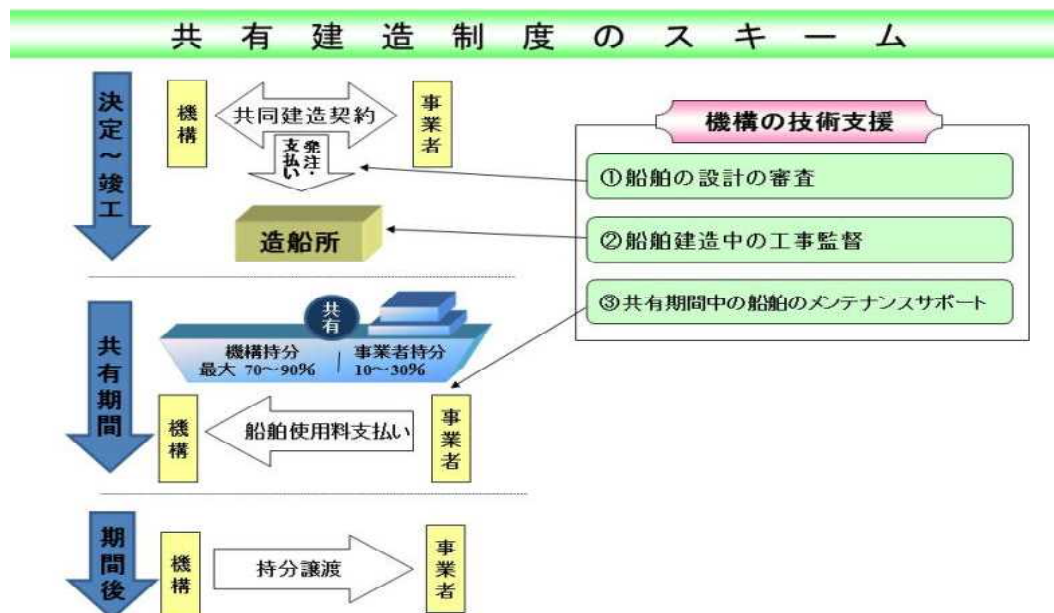 共有建造制度のスキーム
決定～竣工
機構
共同建造契約
事業者
発注・
支払い
造船所
機構の技術支援
①船舶の設計の審査
②船舶建造中の工事監督
③共有期間中の船舶のメンテナンスサポート
共有期間
共有
機構持分
最大 70～90%
事業者持分
10～30%
機構
船舶使用料支払い
事業者
期間後
機構
持分譲渡
事業者